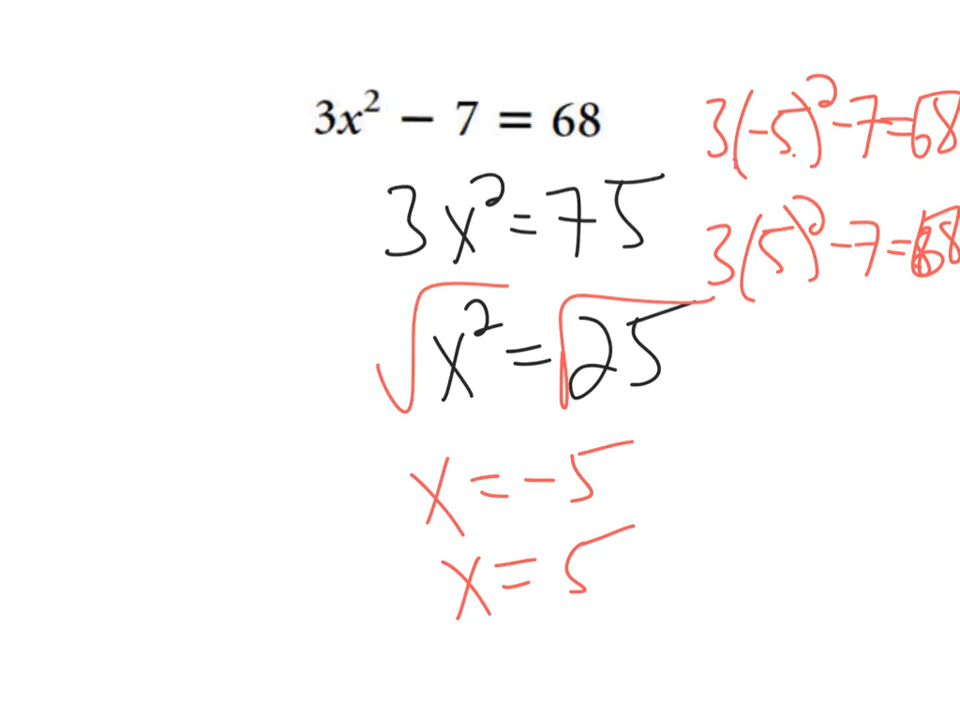 3x² − 7 = 68
3x² = 75
√x² = √25
x = -5
x = 5
3(-5)² - 7 = 68
3(5)² - 7 = 68